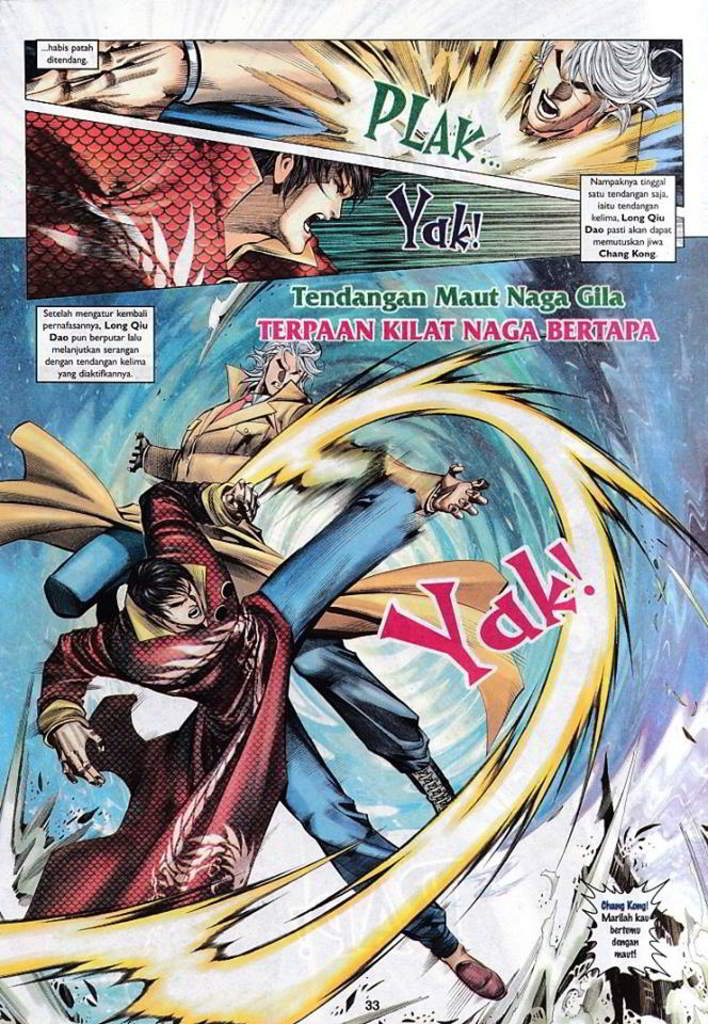 ...habis patah
ditendang.
PLAK...
Yak!
Nampaknya tinggal
satu tendangan saja,
iaitu tendangan
kelima, Long Qiu
Dao pasti akan dapat
memutuskan jiwa
Chang Kong.
Tendangan Maut Naga Gila
TERPAAN KILAT NAGA BERTAPA
Setelah mengatur kembali
pernafasannya, Long Qiu
Dao pun berputar lalu
melanjutkan serangan
dengan tendangan kelima
yang diaktifkannya.
Yak!
Chang Kong!
Marilah kau
bertemu
dengan
maut!
33